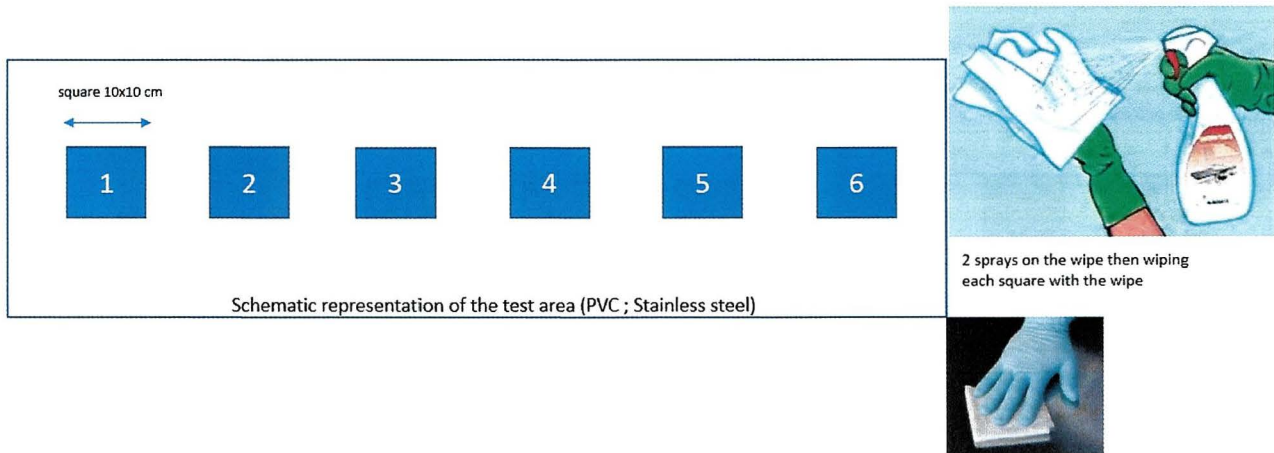 square 10x10 cm
1 2 3 4 5 6
Schematic representation of the test area (PVC ; Stainless steel)
2 sprays on the wipe then wiping
each square with the wipe